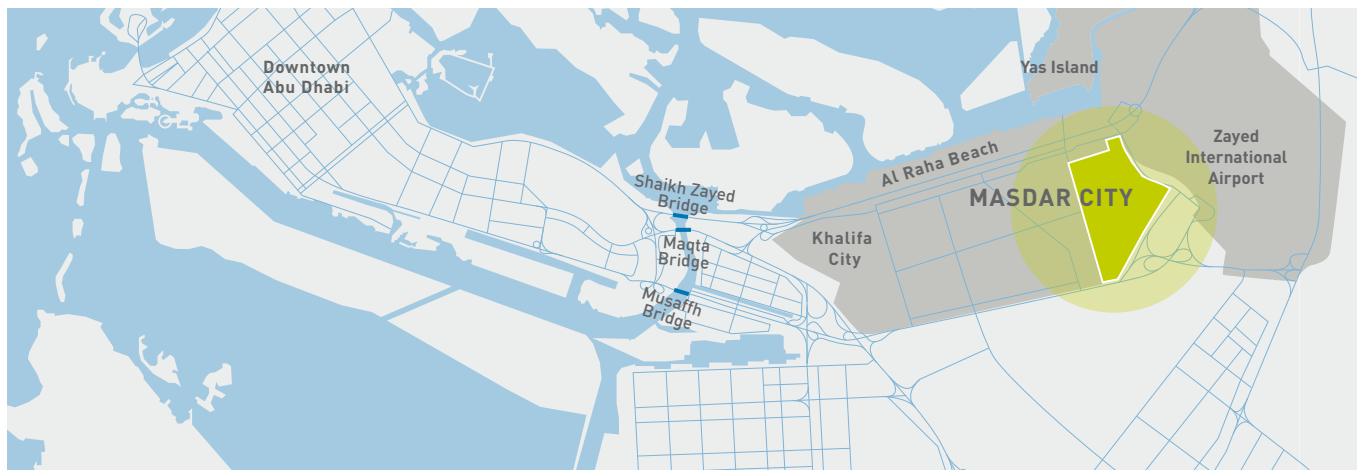 Downtown
Abu Dhabi
Yas Island
Zayed
International
Airport
Al Raha Beach
Shaikh Zayed
Bridge
MASDAR CITY
Khalifa
City
Maqta
Bridge
Musaffh
Bridge